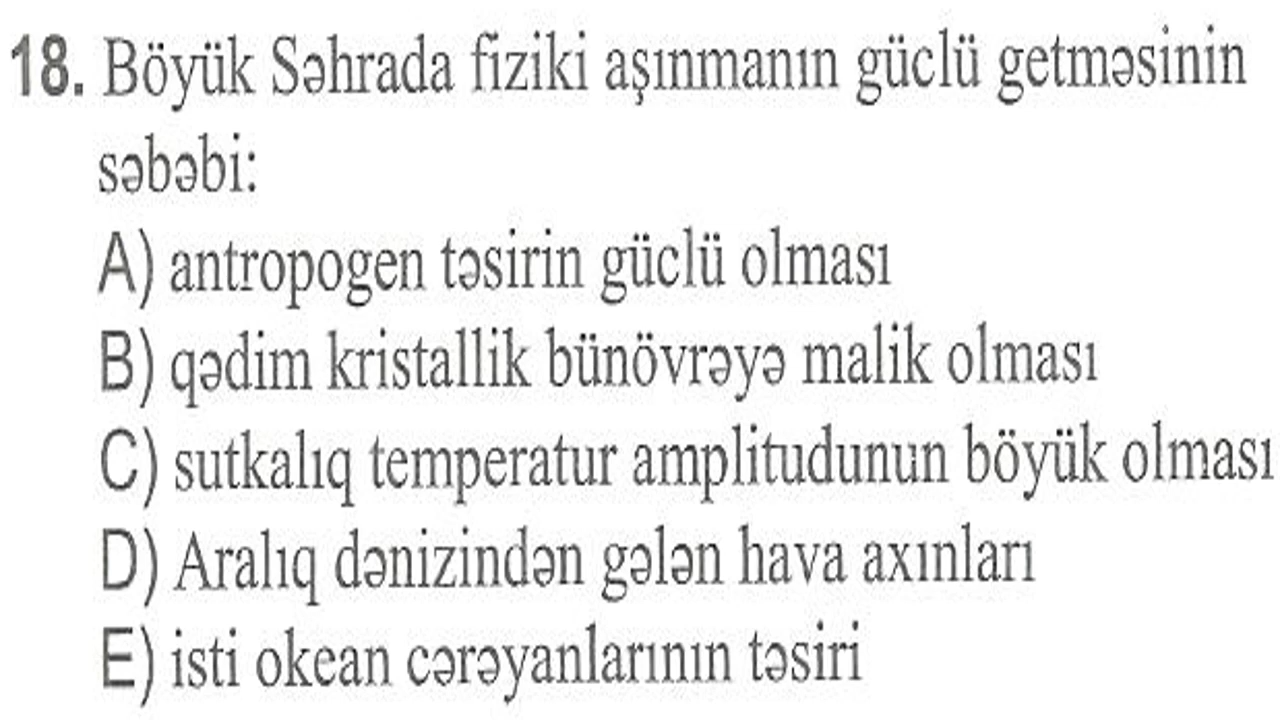 18. Böyük Səhrada fiziki aşınmanın güclü getməsinin
səbəbi:
A) antropogen təsirin güclü olması
B) qədim kristallik bünövrəyə malik olması
C) sutkalıq temperatur amplitudunun böyük olması
D) Aralıq dənizindən gələn hava axınları
E) isti okean cərəyanlarının təsiri